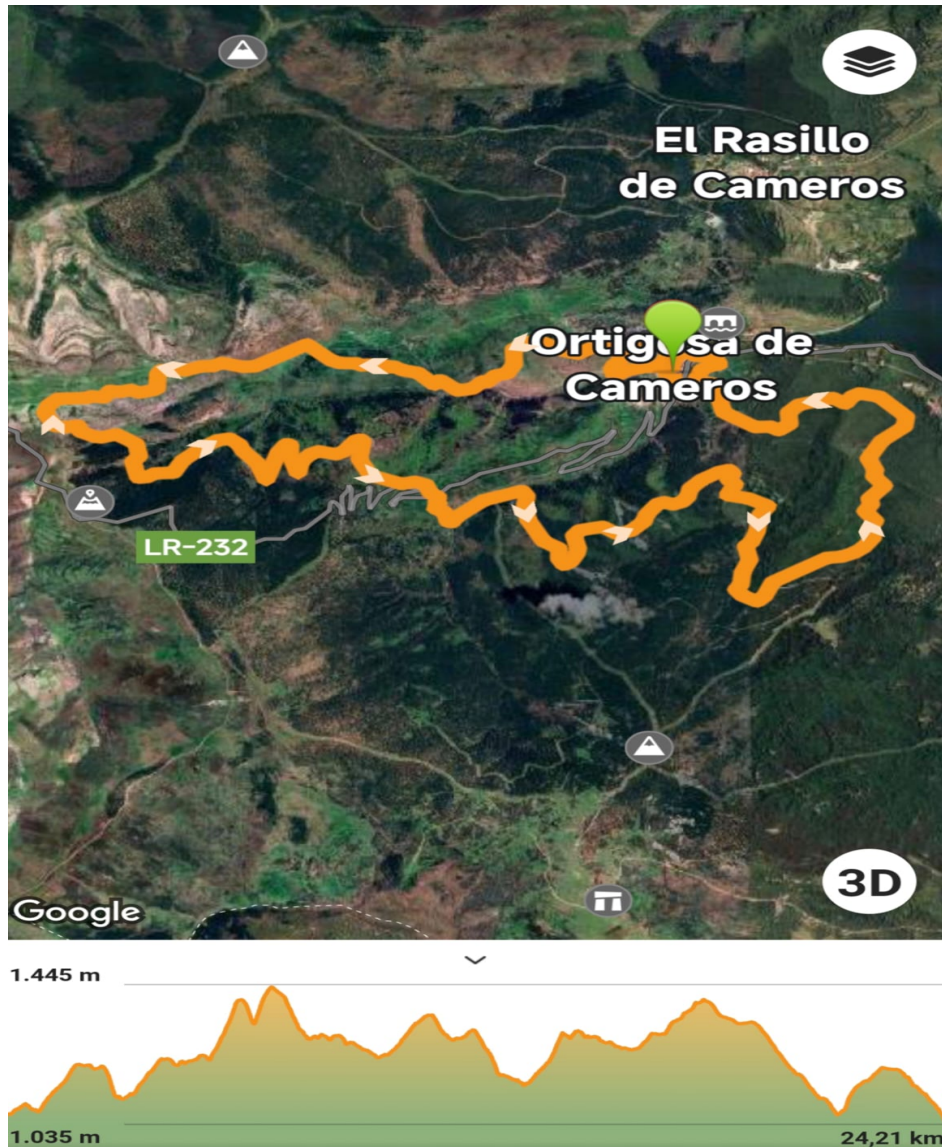 El Rasillo
de Cameros
Ortigosa de
Cameros
LR-232
3D
Google
1.445 m
1.035 m
24,21 km